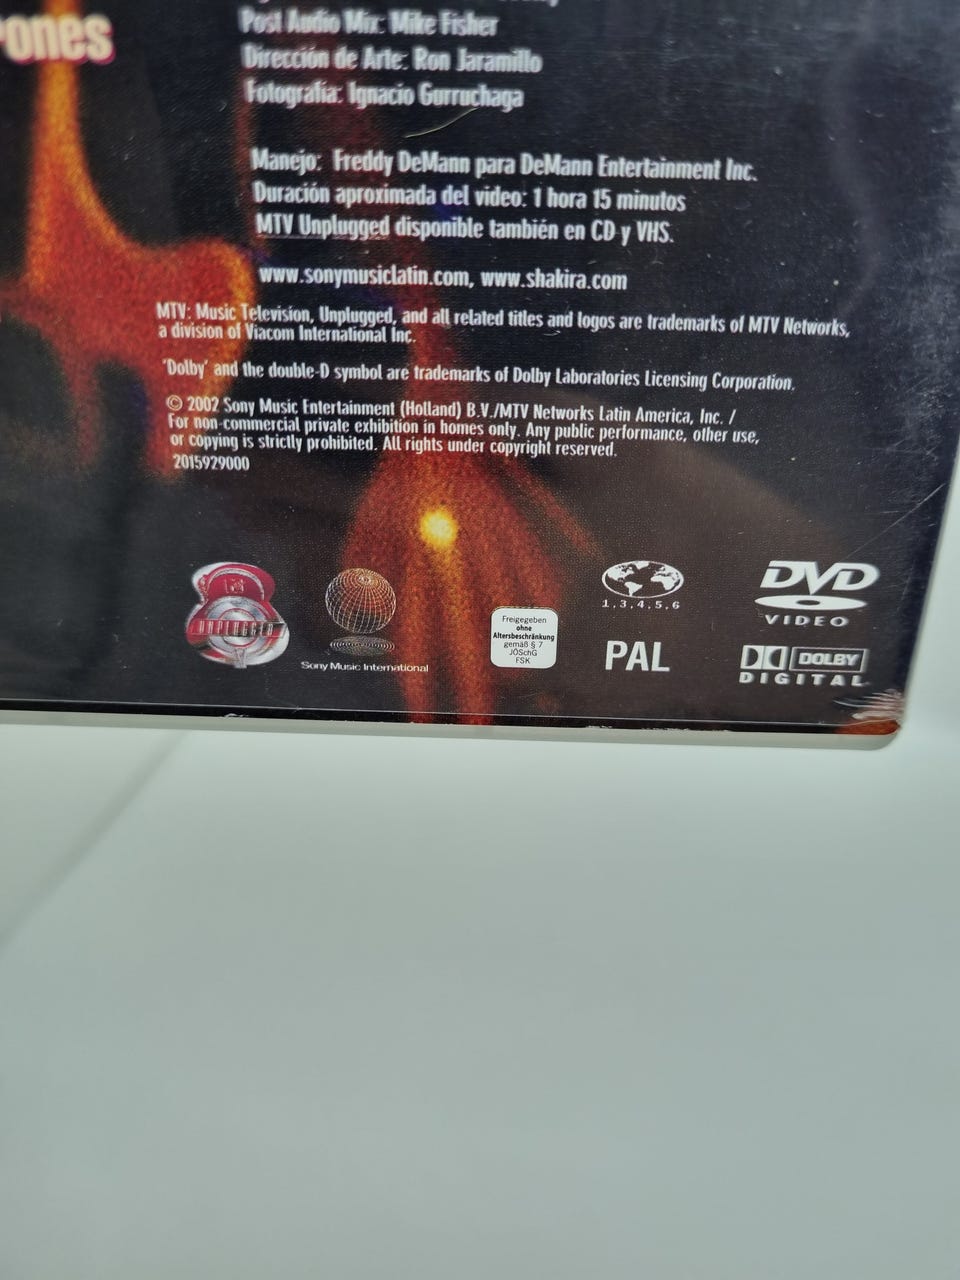 ones
Post Audio Mix: Mike Fisher
Dirección de Arte: Ron Jaramillo
Fotografía: Ignacio Gurruchaga
Manejo: Freddy DeMann para DeMann Entertainment Inc.
Duración aproximada del video: 1 hora 15 minutos
MTV Unplugged disponible también en CD y VHS.
www.sonymusiclatin.com, www.shakira.com
MTV: Music Television, Unplugged, and all related titles and logos are trademarks of MTV Networks,
a division of Viacom International Inc.
'Dolby' and the double-D symbol are trademarks of Dolby Laboratories Licensing Corporation.
© 2002 Sony Music Entertainment (Holland) B.V./MTV Networks Latin America, Inc. /
For non-commercial private exhibition in homes only. Any public performance, other use,
or copying is strictly prohibited. All rights under copyright reserved.
2015929000
UNPLUGGED
Sony Music International
Freigegeben
ohne
Altersbeschränkung
gemäß § 7
JÖSchG
FSK
1,3,4,5,6
PAL
DVD
VIDEO
DOLBY
DIGITAL